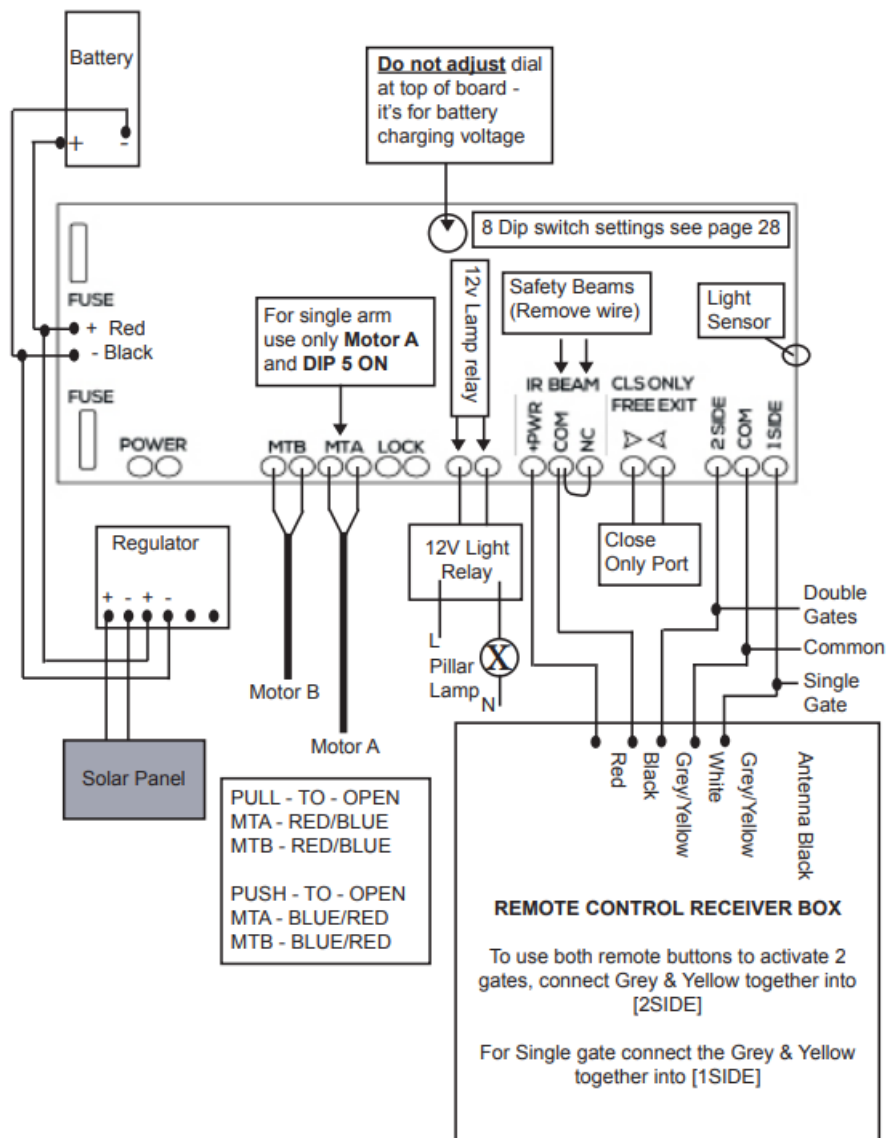 Battery
+ -
Do not adjust dial
at top of board -
it's for battery
charging voltage
8 Dip switch settings see page 28
FUSE
+ Red
- Black
FUSE
For single arm
use only Motor A
and DIP 5 ON
12v Lamp relay
Safety Beams
(Remove wire)
Light
Sensor
IR BEAM
CLS ONLY
FREE EXIT
POWER
MTB
MTA
LOCK
+PWR
COM
NC
2 SIDE
COM
1 SIDE
Regulator
+ - + -
12V Light
Relay
Close
Only Port
L
Pillar
Lamp
X
N
Double
Gates
Common
Single
Gate
Motor B
Motor A
Solar Panel
PULL - TO - OPEN
MTA - RED/BLUE
MTB - RED/BLUE
PUSH - TO - OPEN
MTA - BLUE/RED
MTB - BLUE/RED
Red
Black
Grey/Yellow
White
Grey/Yellow
Antenna Black
REMOTE CONTROL RECEIVER BOX
To use both remote buttons to activate 2
gates, connect Grey & Yellow together into
[2SIDE]
For Single gate connect the Grey & Yellow
together into [1SIDE]